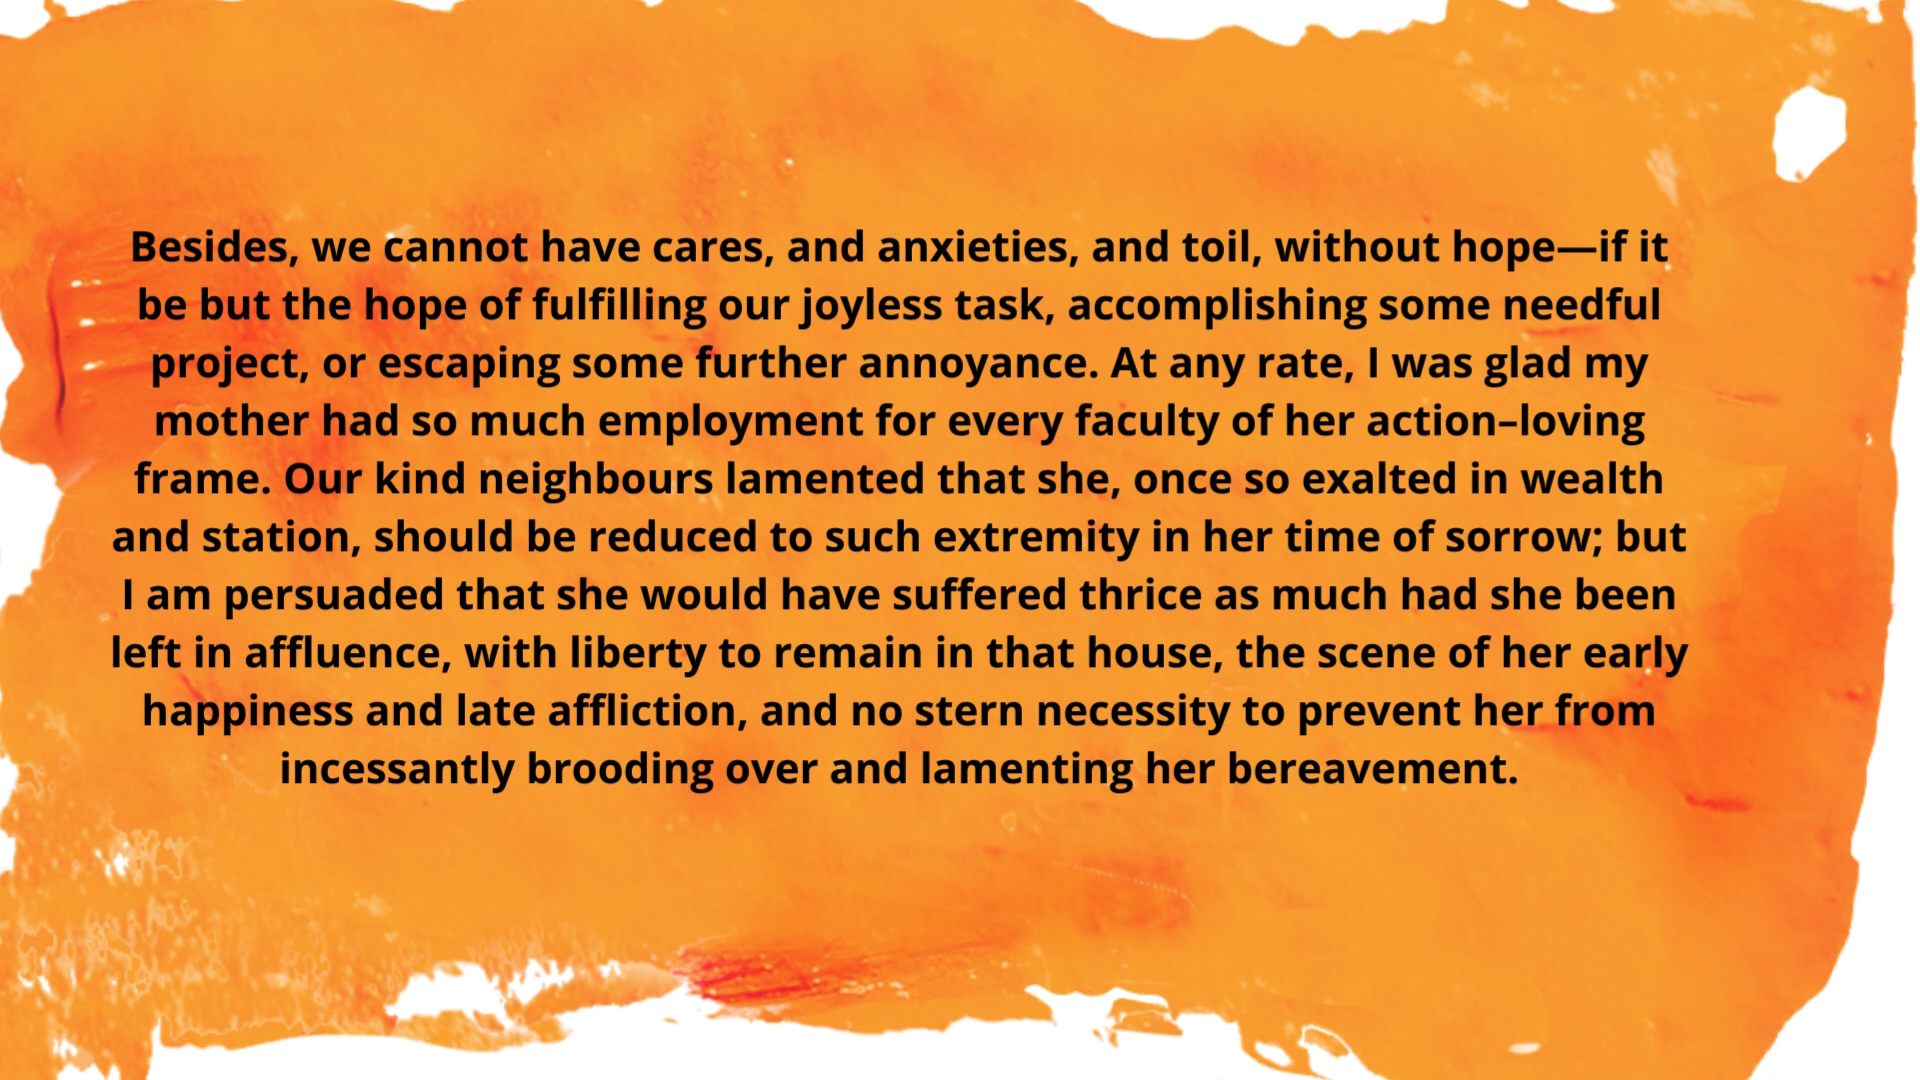 Besides, we cannot have cares, and anxieties, and toil, without hope—if it
be but the hope of fulfilling our joyless task, accomplishing some needful
project, or escaping some further annoyance. At any rate, I was glad my
mother had so much employment for every faculty of her action–loving
frame. Our kind neighbours lamented that she, once so exalted in wealth
and station, should be reduced to such extremity in her time of sorrow; but
I am persuaded that she would have suffered thrice as much had she been
left in affluence, with liberty to remain in that house, the scene of her early
happiness and late affliction, and no stern necessity to prevent her from
incessantly brooding over and lamenting her bereavement.